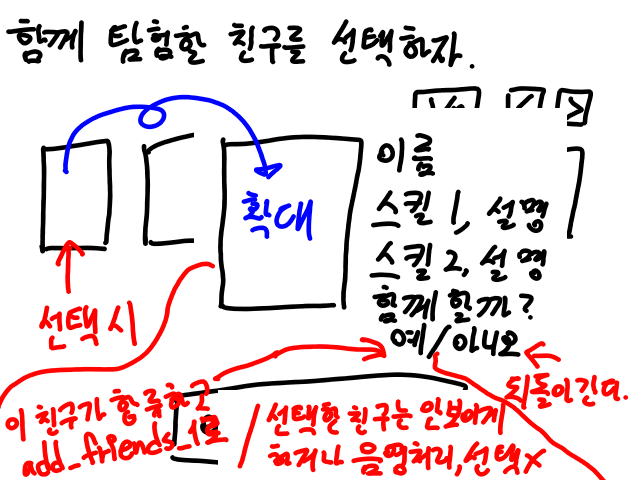 함께 탐험할 친구를 선택하자.
확대
이름
스킬 1, 설명
스킬 2, 설명
함께 할까?
예/아니오
선택 시
되돌아간다.
이 친구가 합류하고
add_friends_1로
/선택한 친구는 안보이게
하거나 음영처리, 선택x